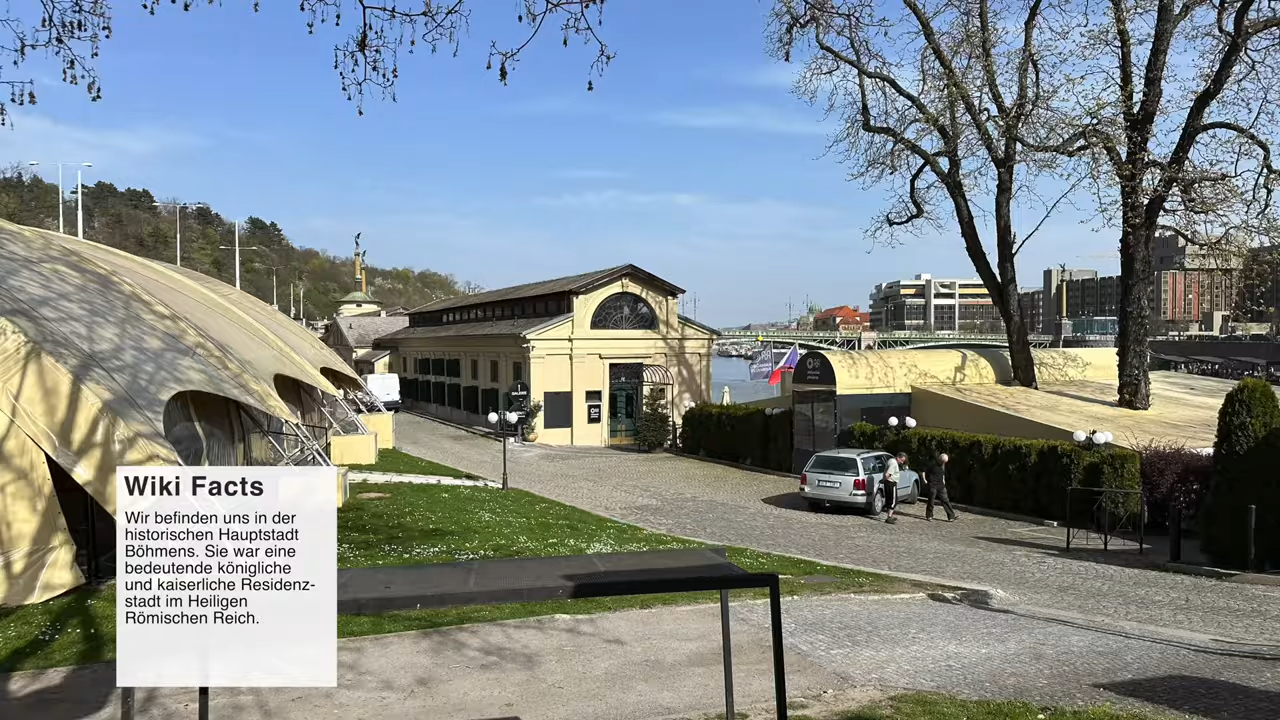 Wiki Facts
Wir befinden uns in der
historischen Hauptstadt
Böhmens. Sie war eine
bedeutende königliche
und kaiserliche Residenz-
stadt im Heiligen
Römischen Reich.
GALERIE